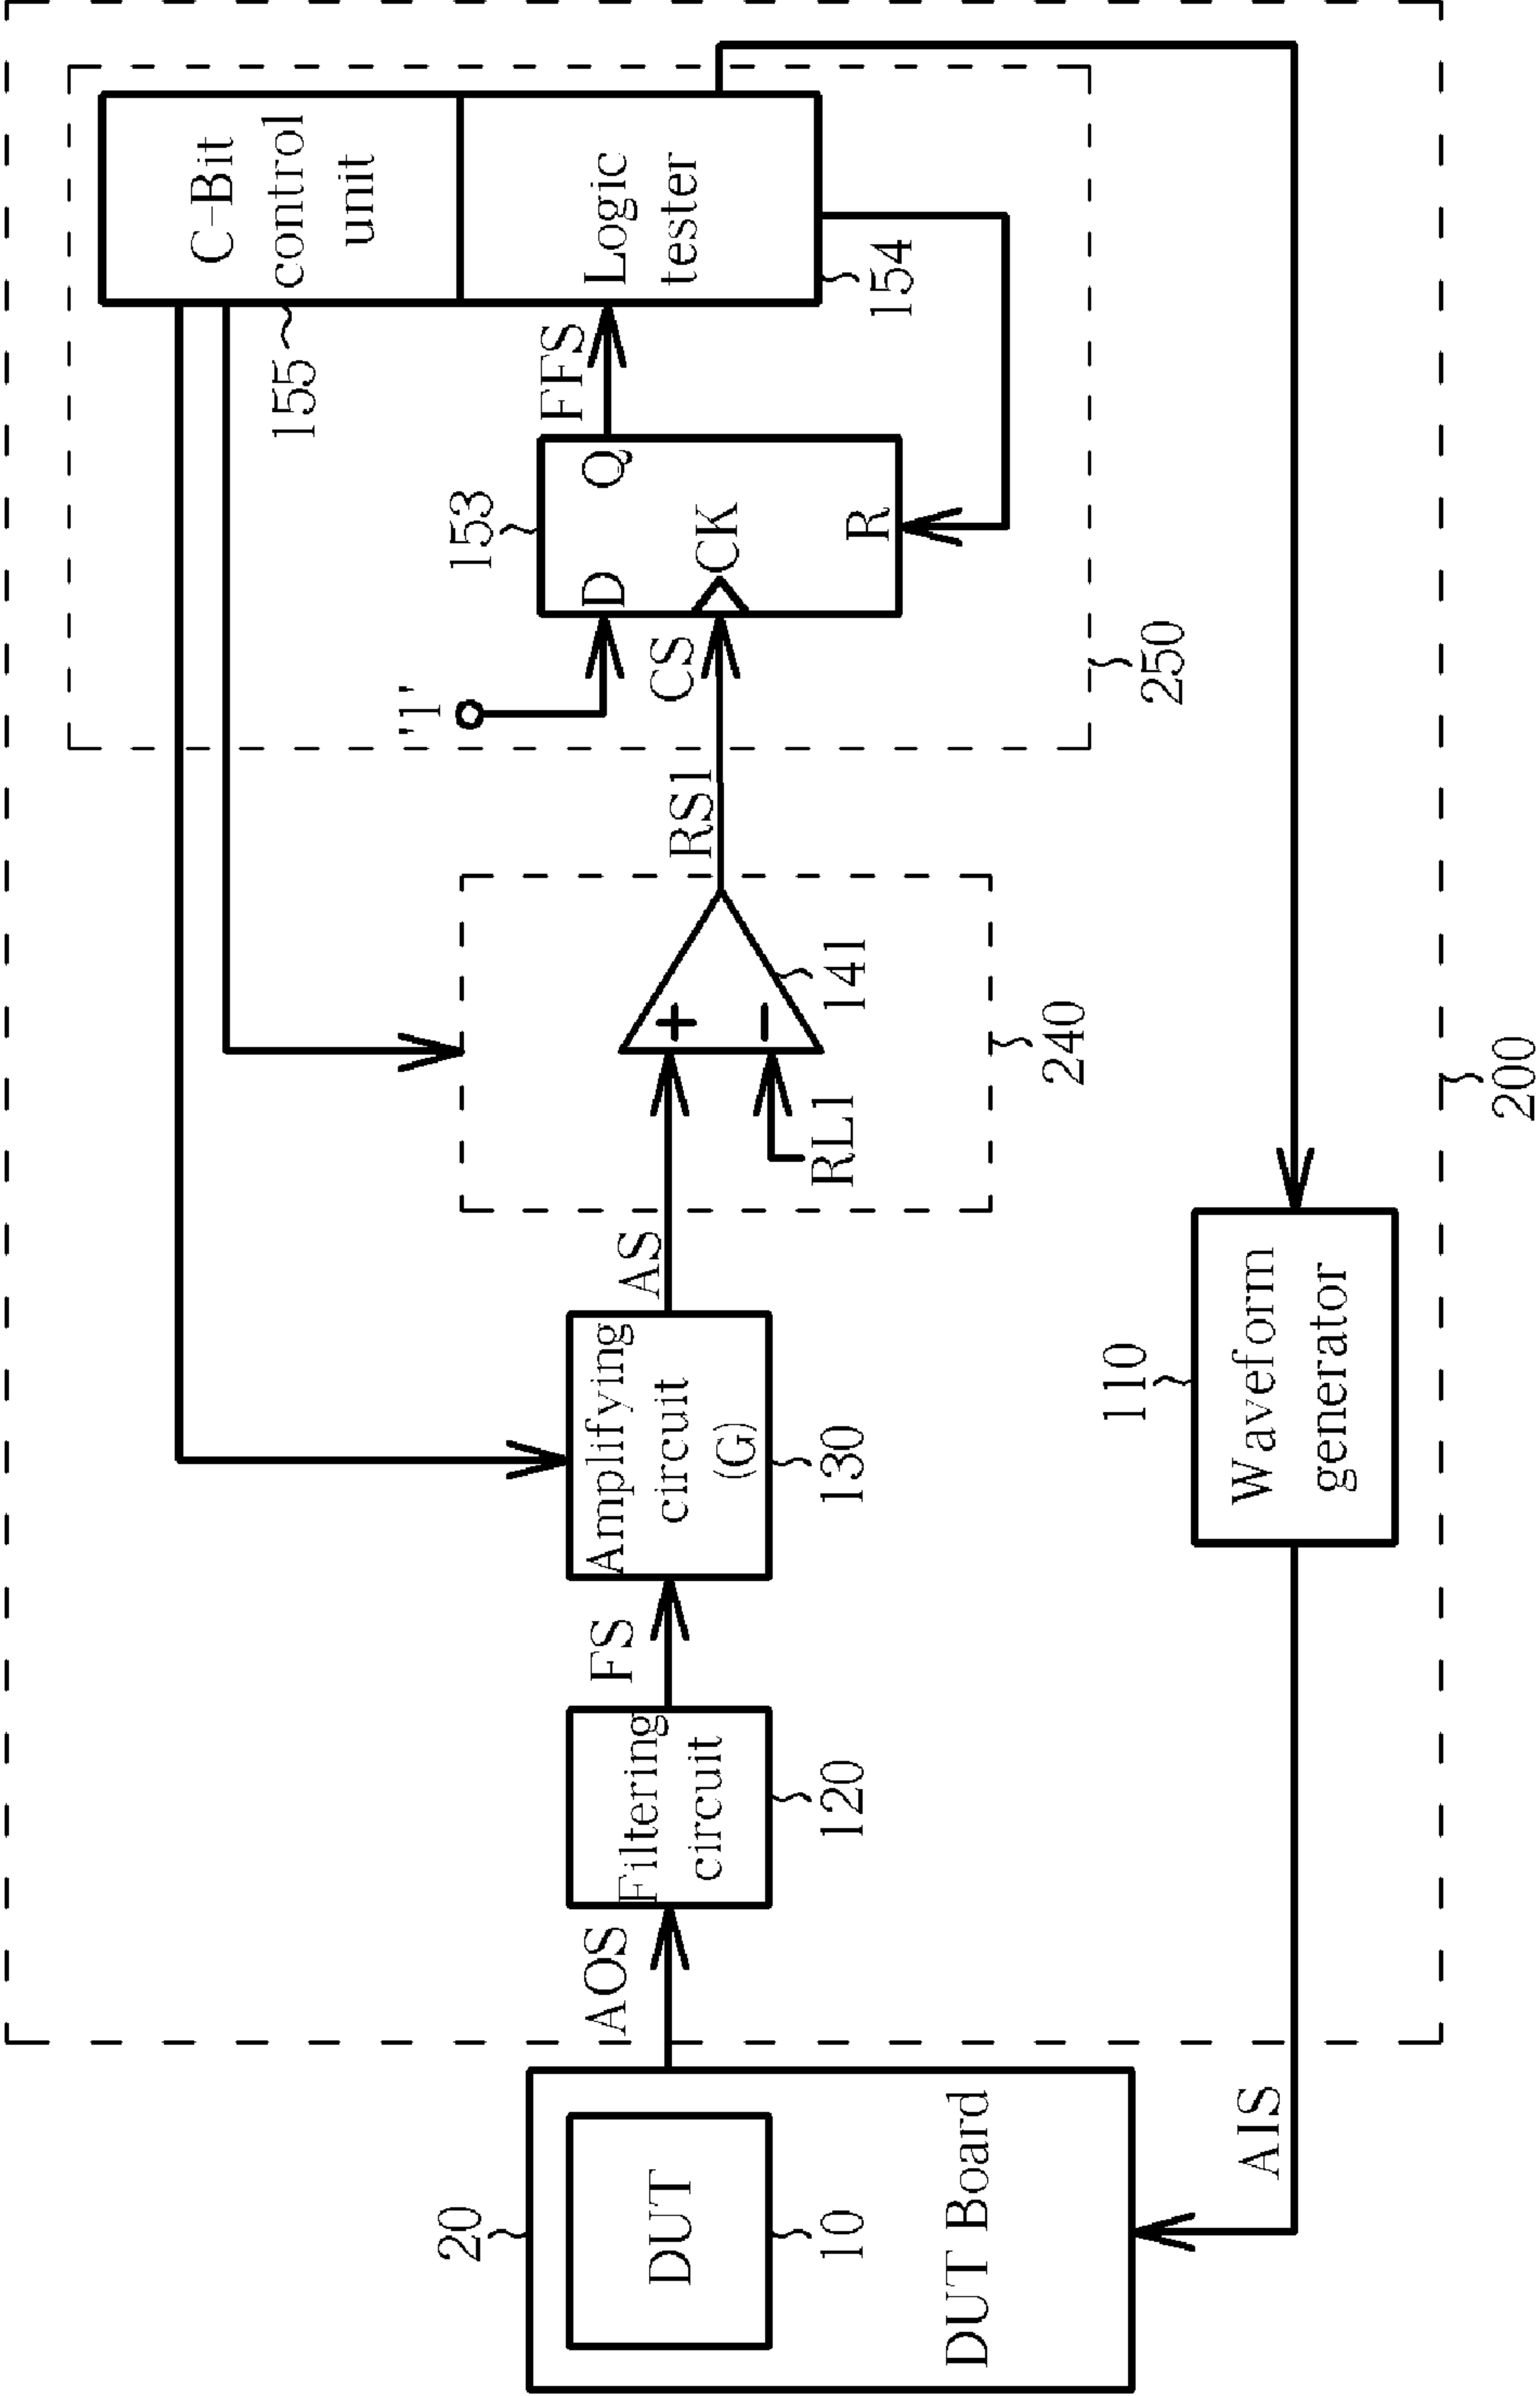 C-Bit
control
unit
155
Logic
tester
154
FFS
153
D
Q
CK
R
'1'
CS
250
RS1
141
+
−
RL1
240
AS
Amplifying
circuit
(G)
130
FS
Filtering
circuit
120
AOS
20
DUT
10
DUT Board
AIS
110
Waveform
generator
200